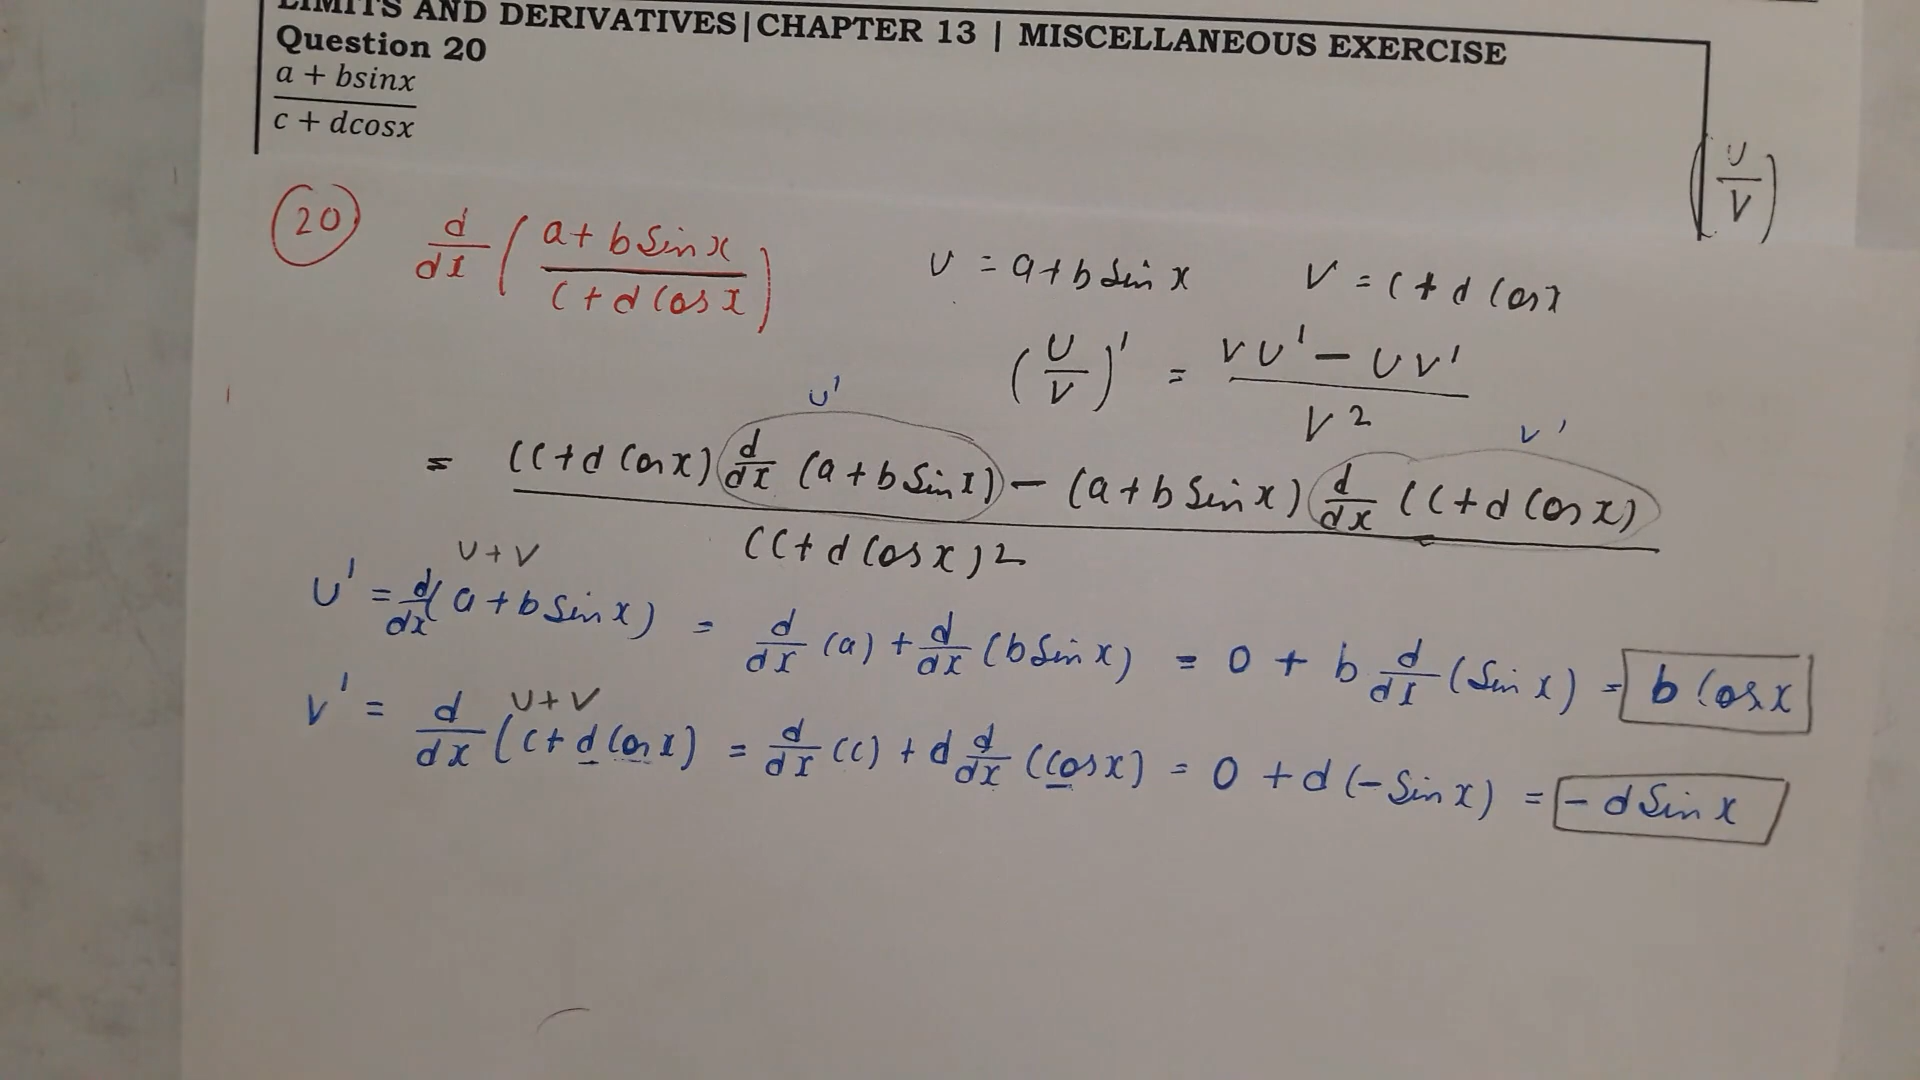 LIMITS AND DERIVATIVES|CHAPTER 13 | MISCELLANEOUS EXERCISE
Question 20
a + bsinx
c + dcosx
(U/V)
20 d/dx ( (a + b Sin x) / (c + d Cos x) ) U = a + b Sin x V = c + d Cos x
(U/V)' = (VU' - UV') / V²
U' V'
= ((c + d Cos x) d/dx (a + b Sin x) - (a + b Sin x) d/dx (c + d Cos x)) / (c + d Cos x)2
U + V
U' = d/dx (a + b Sin x) = d/dx (a) + d/dx (b Sin x) = 0 + b d/dx (Sin x) = b Cos x
U + V
V' = d/dx (c + d Cos x) = d/dx (c) + d d/dx (Cos x) = 0 + d (- Sin x) = - d Sin x